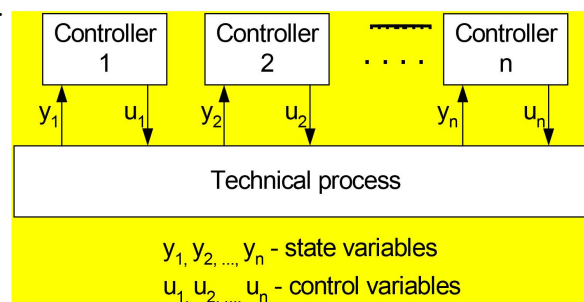 Controller 1 Controller 2 . . . . Controller n
y1 u1 y2 u2 yn un
Technical process
y1, y2, ..., yn - state variables
u1, u2, ..., un - control variables